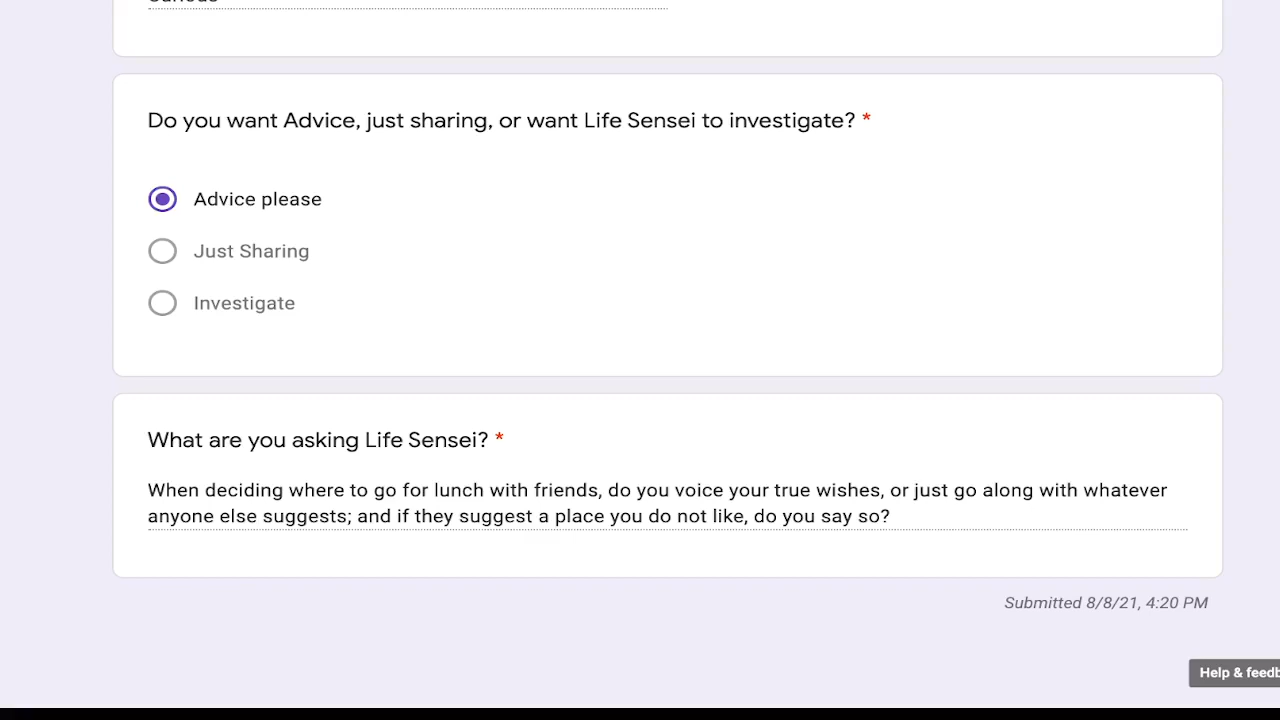 Do you want Advice, just sharing, or want Life Sensei to investigate? *
Advice please
Just Sharing
Investigate
What are you asking Life Sensei? *
When deciding where to go for lunch with friends, do you voice your true wishes, or just go along with whatever
anyone else suggests; and if they suggest a place you do not like, do you say so?
Submitted 8/8/21, 4:20 PM
Help &